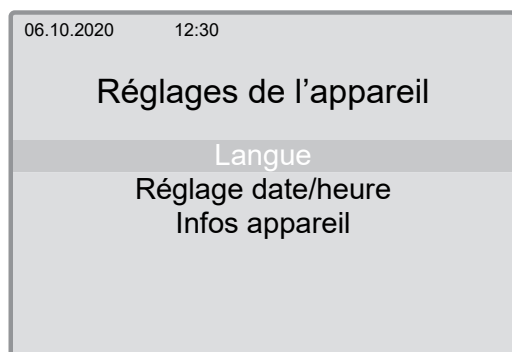 06.10.2020 12:30
Réglages de l’appareil
Langue
Réglage date/heure
Infos appareil